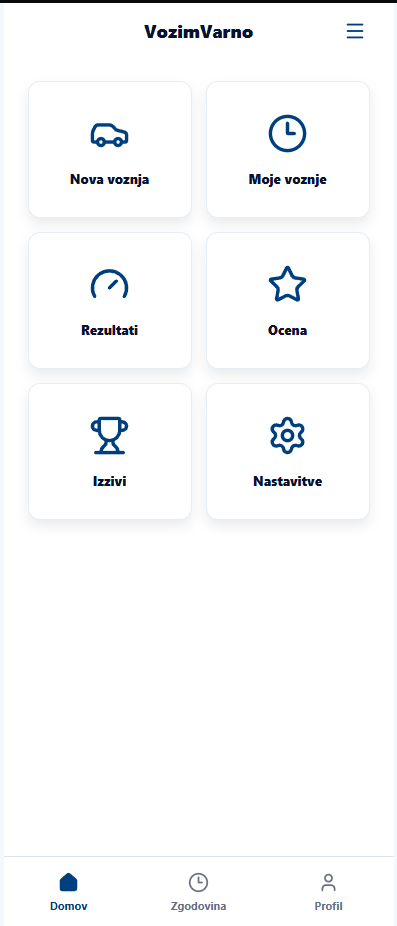 VozimVarno
Nova voznja
Moje voznje
Rezultati
Ocena
Izzivi
Nastavitve
Domov
Zgodovina
Profil